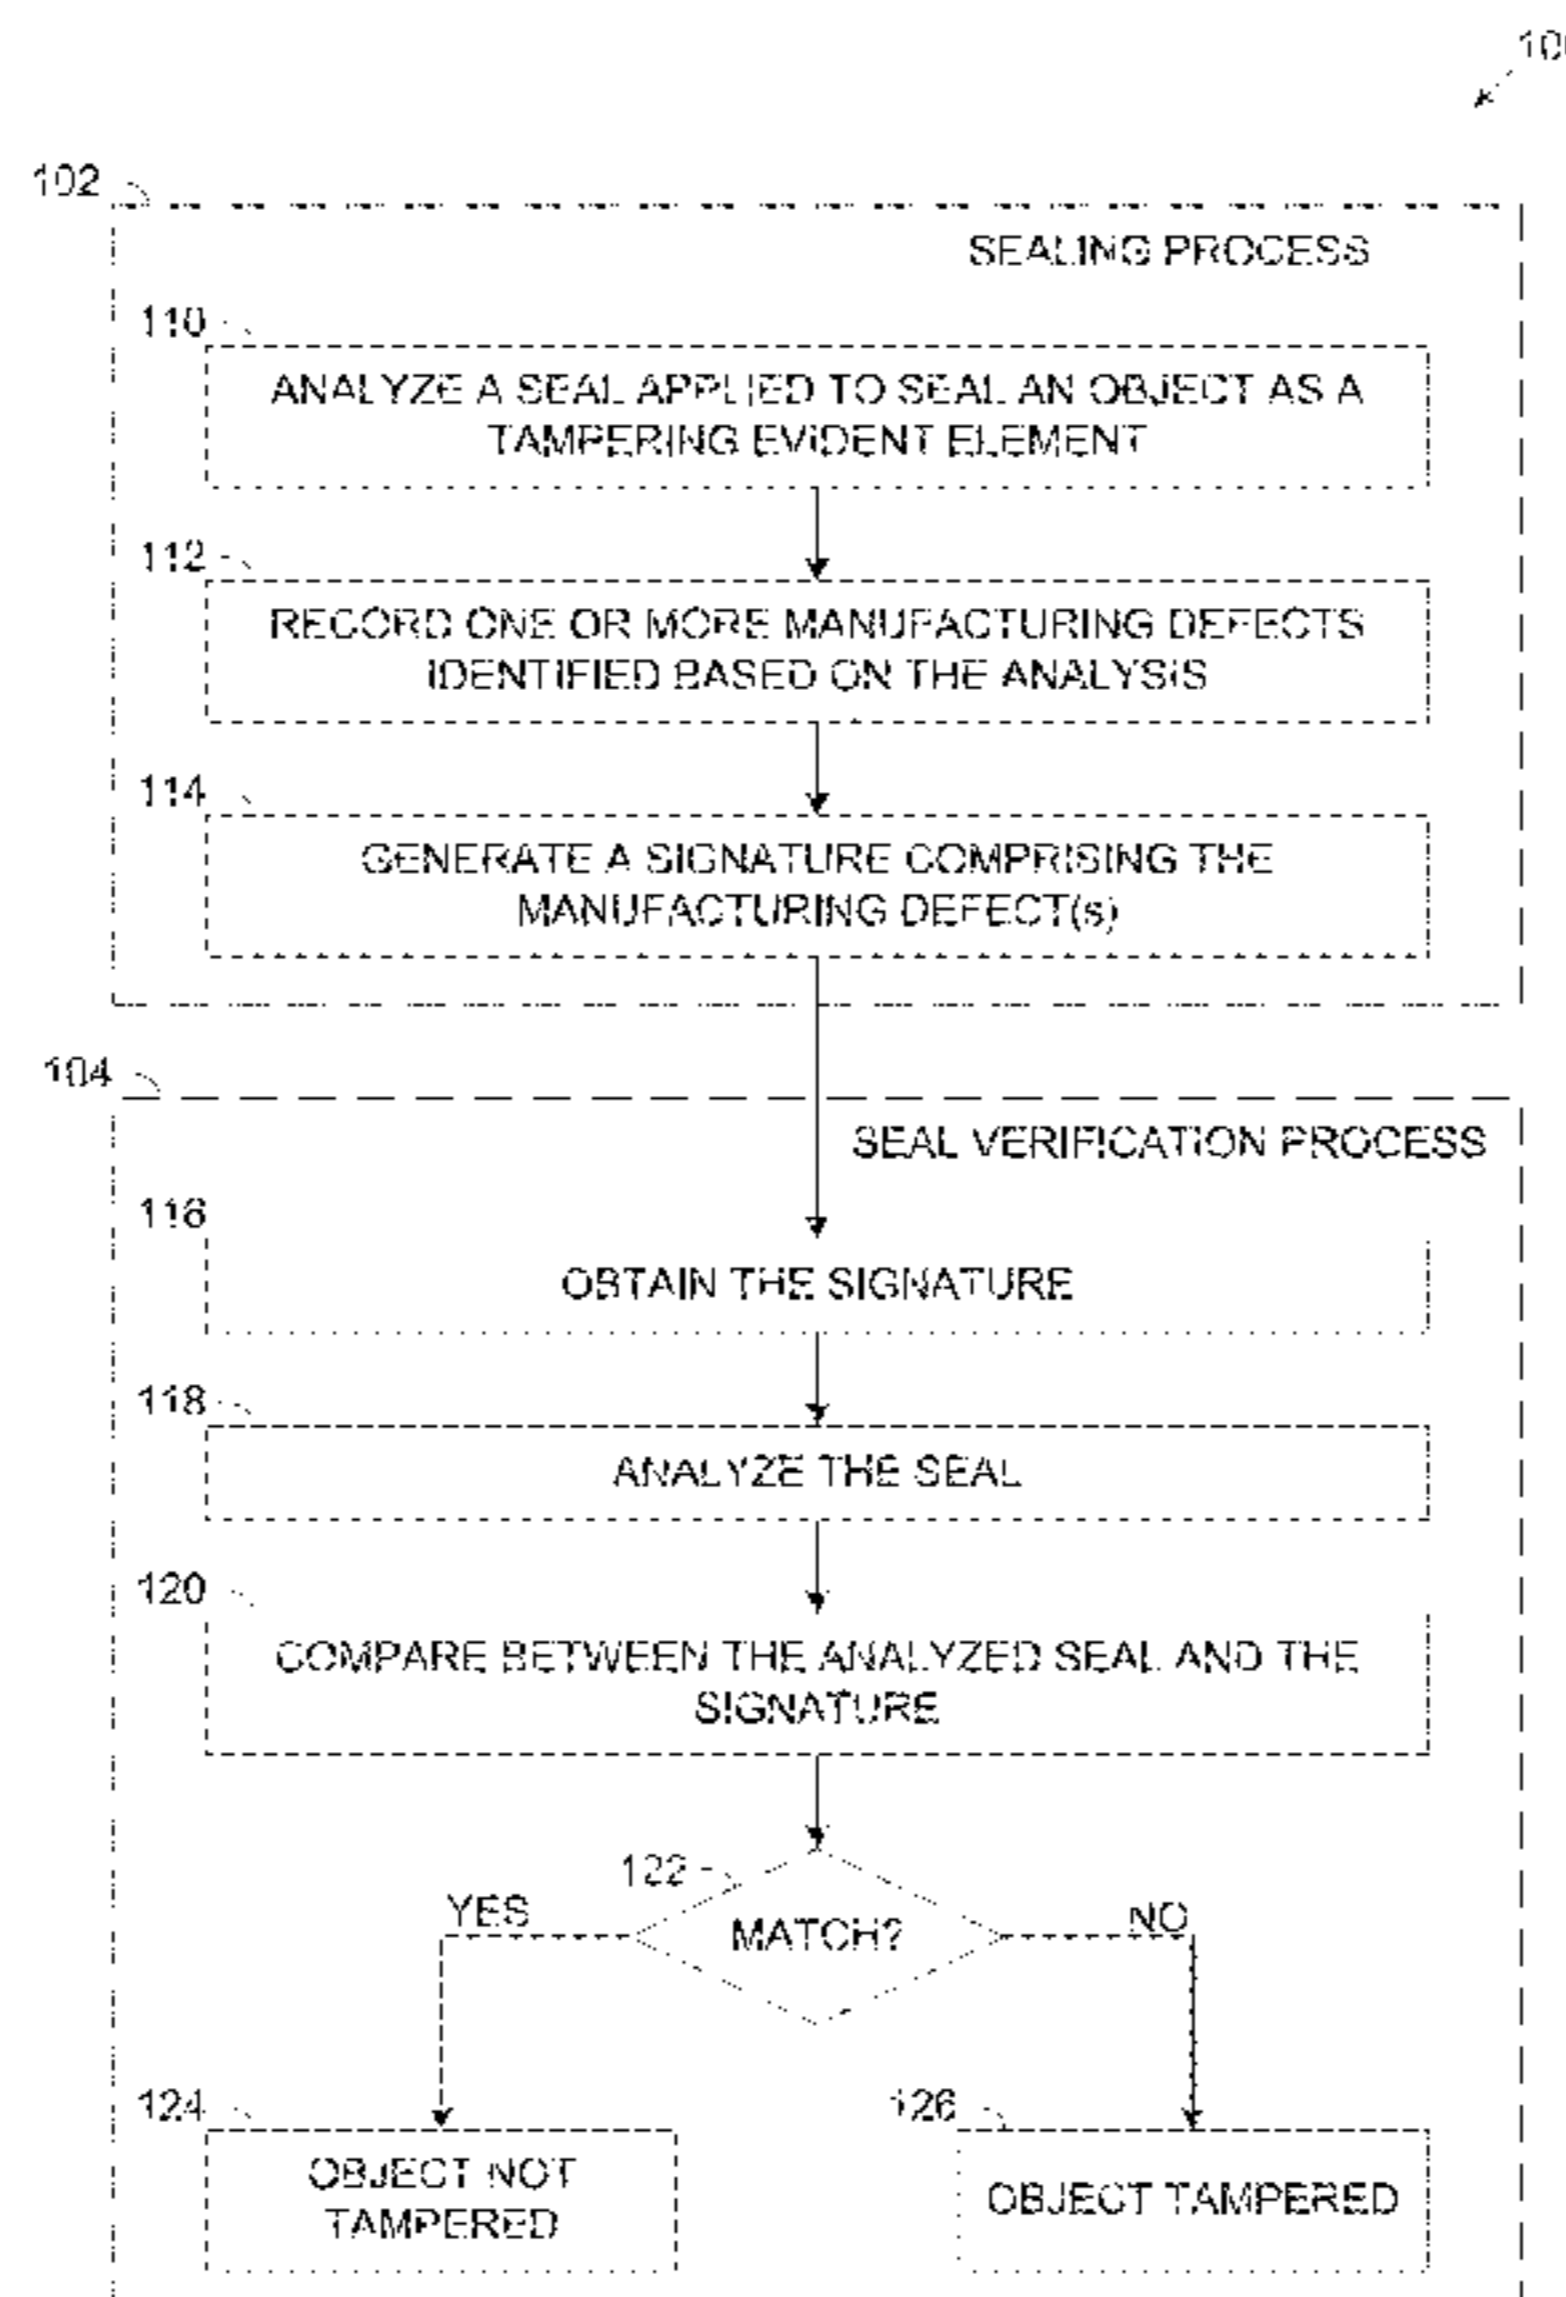 102
SEALING PROCESS
110
ANALYZE A SEAL APPLIED TO SEAL AN OBJECT AS A
TAMPERING EVIDENT ELEMENT
112
RECORD ONE OR MORE MANUFACTURING DEFECTS
IDENTIFIED BASED ON THE ANALYSIS
114
GENERATE A SIGNATURE COMPRISING THE
MANUFACTURING DEFECT(s)
104
SEAL VERIFICATION PROCESS
116
OBTAIN THE SIGNATURE
118
ANALYZE THE SEAL
120
COMPARE BETWEEN THE ANALYZED SEAL AND THE
SIGNATURE
122
YES
MATCH?
NO
124
126
OBJECT NOT
TAMPERED
OBJECT TAMPERED